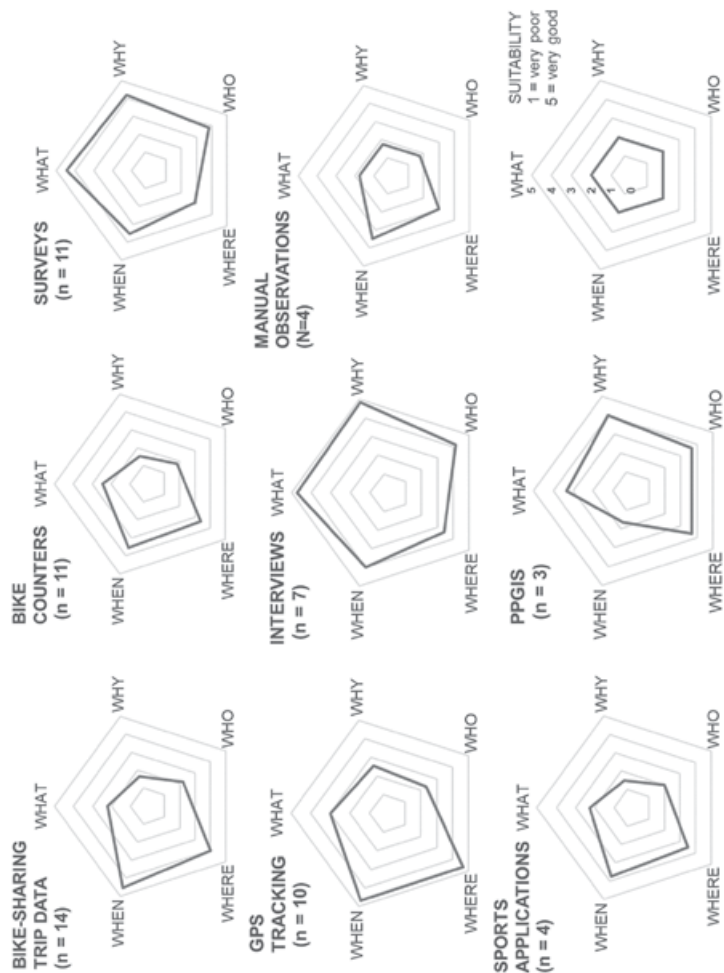 BIKE-SHARING
TRIP DATA
(n = 14)
WHAT
WHEN
WHY
WHERE
WHO
BIKE
COUNTERS
(n = 11)
WHAT
WHEN
WHY
WHERE
WHO
SURVEYS
(n = 11)
WHAT
WHEN
WHY
WHERE
WHO
GPS
TRACKING
(n = 10)
WHAT
WHEN
WHY
WHERE
WHO
INTERVIEWS
(n = 7)
WHAT
WHEN
WHY
WHERE
WHO
MANUAL
OBSERVATIONS
(N=4)
WHAT
WHEN
WHY
WHERE
WHO
SPORTS
APPLICATIONS
(n = 4)
WHAT
WHEN
WHY
WHERE
WHO
PPGIS
(n = 3)
WHAT
WHEN
WHY
WHERE
WHO
SUITABILITY
1 = very poor
5 = very good
WHAT
5
4
3
2
1
0
WHEN
WHY
WHERE
WHO